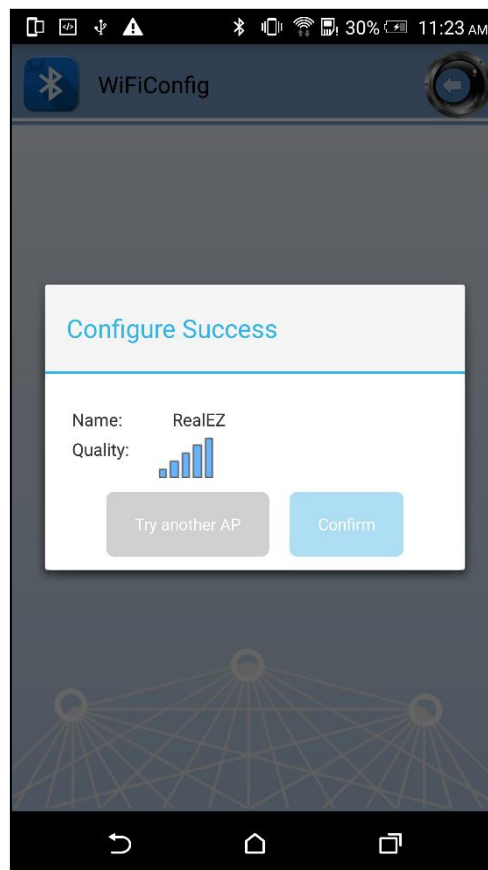 30% 11:23 AM
WiFiConfig
Configure Success
Name: RealEZ
Quality:
Try another AP Confirm